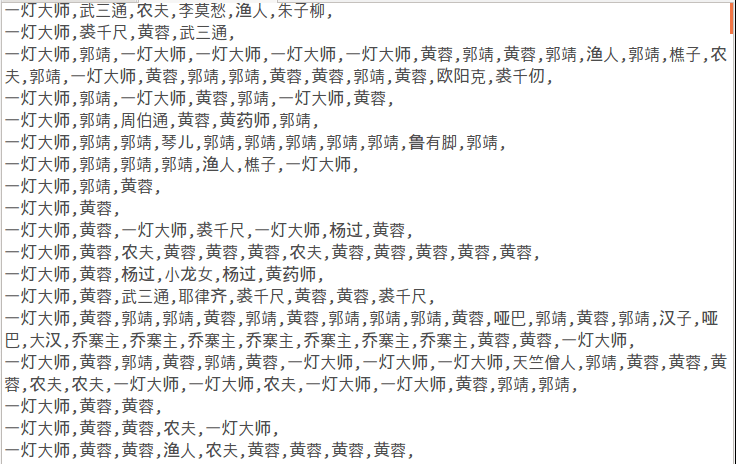 一灯大师,武三通,农夫,李莫愁,渔人,朱子柳,
一灯大师,裘千尺,黄蓉,武三通,
一灯大师,郭靖,一灯大师,一灯大师,一灯大师,一灯大师,黄蓉,郭靖,黄蓉,郭靖,渔人,郭靖,樵子,农
夫,郭靖,一灯大师,黄蓉,郭靖,郭靖,黄蓉,黄蓉,郭靖,黄蓉,欧阳克,裘千仞,
一灯大师,郭靖,一灯大师,黄蓉,郭靖,一灯大师,黄蓉,
一灯大师,郭靖,周伯通,黄蓉,黄药师,郭靖,
一灯大师,郭靖,郭靖,琴儿,郭靖,郭靖,郭靖,郭靖,郭靖,鲁有脚,郭靖,
一灯大师,郭靖,郭靖,郭靖,渔人,樵子,一灯大师,
一灯大师,郭靖,黄蓉,
一灯大师,黄蓉,
一灯大师,黄蓉,一灯大师,裘千尺,一灯大师,杨过,黄蓉,
一灯大师,黄蓉,农夫,黄蓉,黄蓉,黄蓉,农夫,黄蓉,黄蓉,黄蓉,黄蓉,黄蓉,
一灯大师,黄蓉,杨过,小龙女,杨过,黄药师,
一灯大师,黄蓉,武三通,耶律齐,裘千尺,黄蓉,黄蓉,裘千尺,
一灯大师,黄蓉,郭靖,郭靖,黄蓉,郭靖,黄蓉,郭靖,郭靖,郭靖,黄蓉,哑巴,郭靖,黄蓉,郭靖,汉子,哑
巴,大汉,乔寨主,乔寨主,乔寨主,乔寨主,乔寨主,乔寨主,乔寨主,黄蓉,黄蓉,一灯大师,
一灯大师,黄蓉,郭靖,黄蓉,郭靖,黄蓉,一灯大师,一灯大师,一灯大师,天竺僧人,郭靖,黄蓉,黄蓉,黄
蓉,农夫,农夫,一灯大师,一灯大师,农夫,一灯大师,一灯大师,黄蓉,郭靖,郭靖,
一灯大师,黄蓉,黄蓉,
一灯大师,黄蓉,黄蓉,农夫,一灯大师,
一灯大师,黄蓉,黄蓉,渔人,农夫,黄蓉,黄蓉,黄蓉,黄蓉,